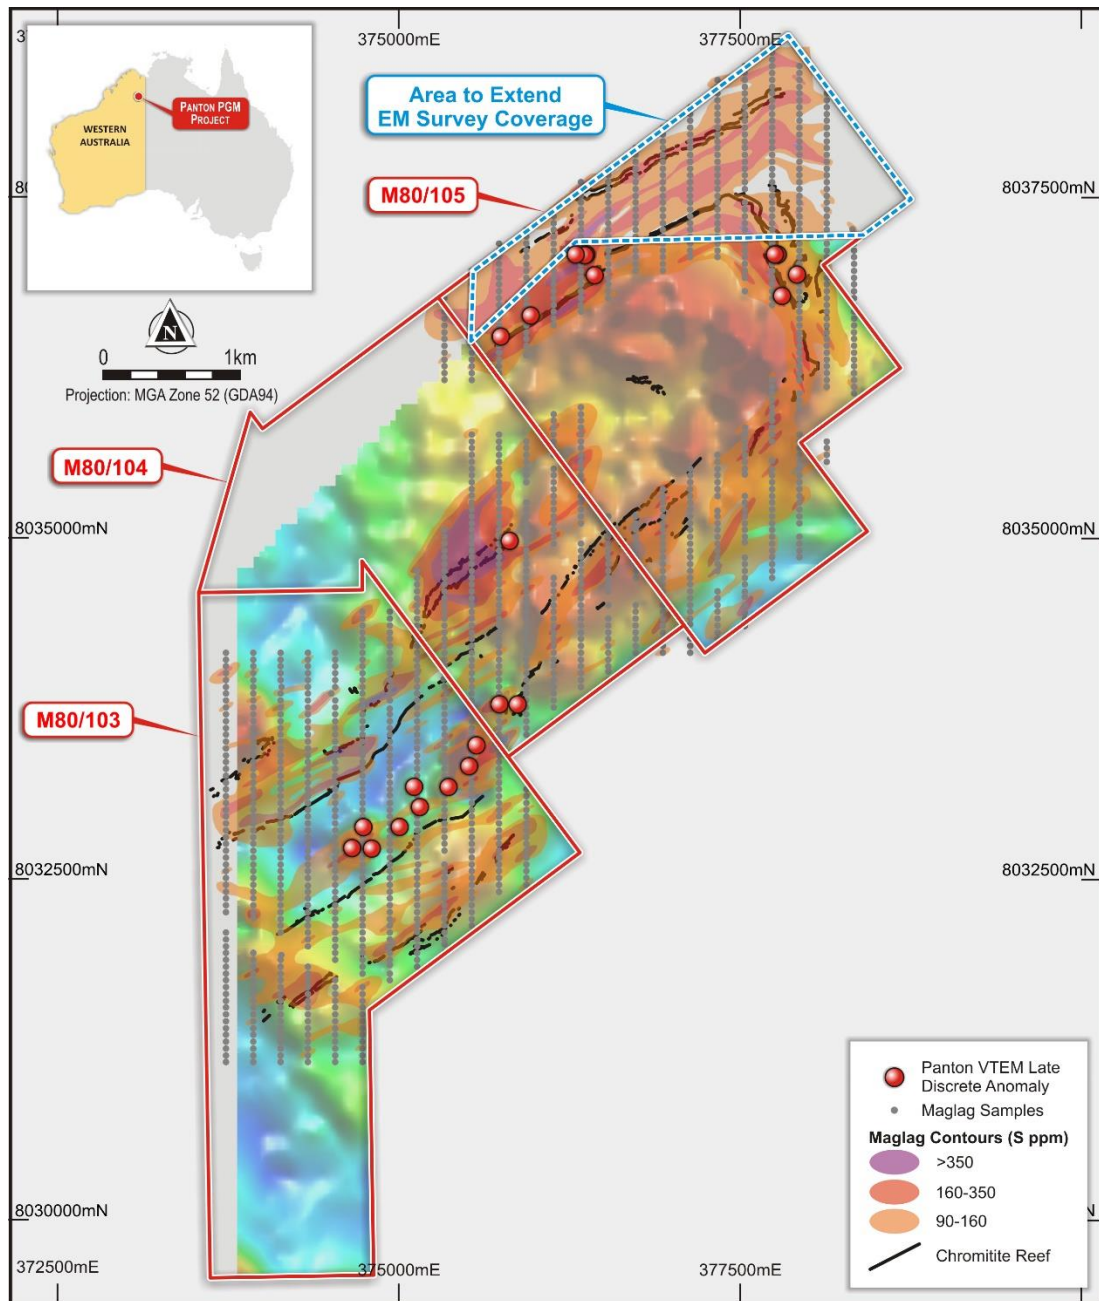 375000mE
377500mE
WESTERN
AUSTRALIA
PANTON PGM
PROJECT
Area to Extend
EM Survey Coverage
M80/105
8037500mN
N
0 1km
Projection: MGA Zone 52 (GDA94)
M80/104
8035000mN
8035000mN
M80/103
8032500mN
8032500mN
8030000mN
372500mE
375000mE
377500mE
Panton VTEM Late
Discrete Anomaly
Maglag Samples
Maglag Contours (S ppm)
>350
160-350
90-160
Chromitite Reef